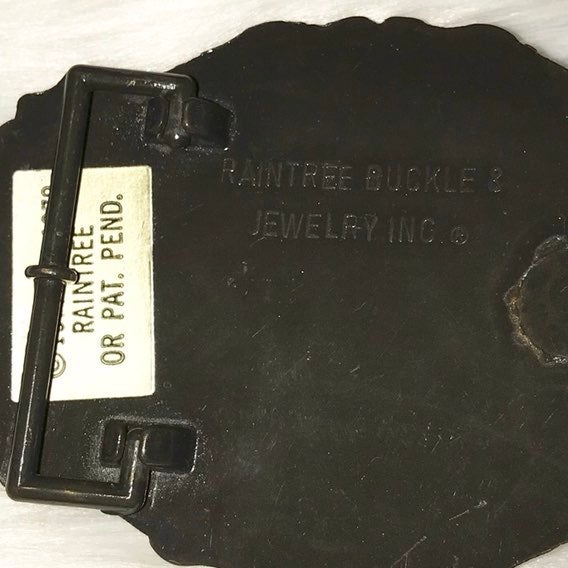 RAINTREE BUCKLE &
JEWELRY INC. ®
©
RAINTREE
OR PAT. PEND.